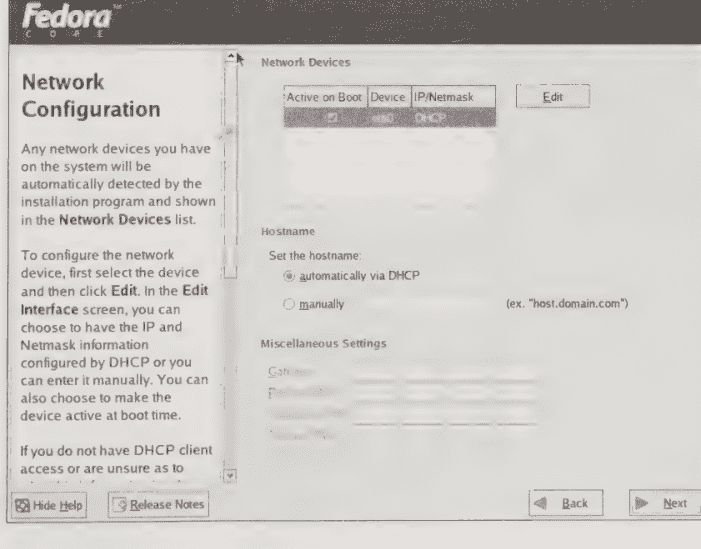 Fedora
CORE
Network
Configuration
Any network devices you have
on the system will be
automatically detected by the
installation program and shown
in the Network Devices list.
To configure the network
device, first select the device
and then click Edit. In the Edit
Interface screen, you can
choose to have the IP and
Netmask information
configured by DHCP or you
can enter it manually. You can
also choose to make the
device active at boot time.
If you do not have DHCP client
access or are unsure as to
Hide Help
Release Notes
Network Devices
Active on Boot Device IP/Netmask
DHCP
Edit
Hostname
Set the hostname:
automatically via DHCP
manually (ex. "host.domain.com")
Miscellaneous Settings
Back
Next